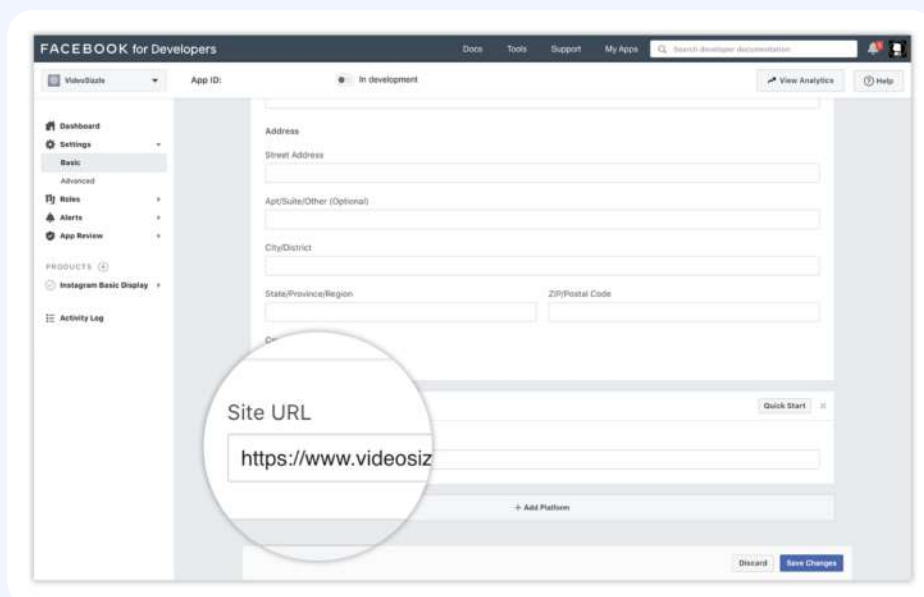 FACEBOOK for Developers
Docs Tools Support My Apps Search developer documentation
VideoSizzle App ID: In development View Analytics Help
Dashboard
Settings
Basic
Advanced
Roles
Alerts
App Review
PRODUCTS
Instagram Basic Display
Activity Log
Address
Street Address
Apt/Suite/Other (Optional)
City/District
State/Province/Region ZIP/Postal Code
Site URL
https://www.videosiz
Quick Start
+ Add Platform
Discard Save Changes